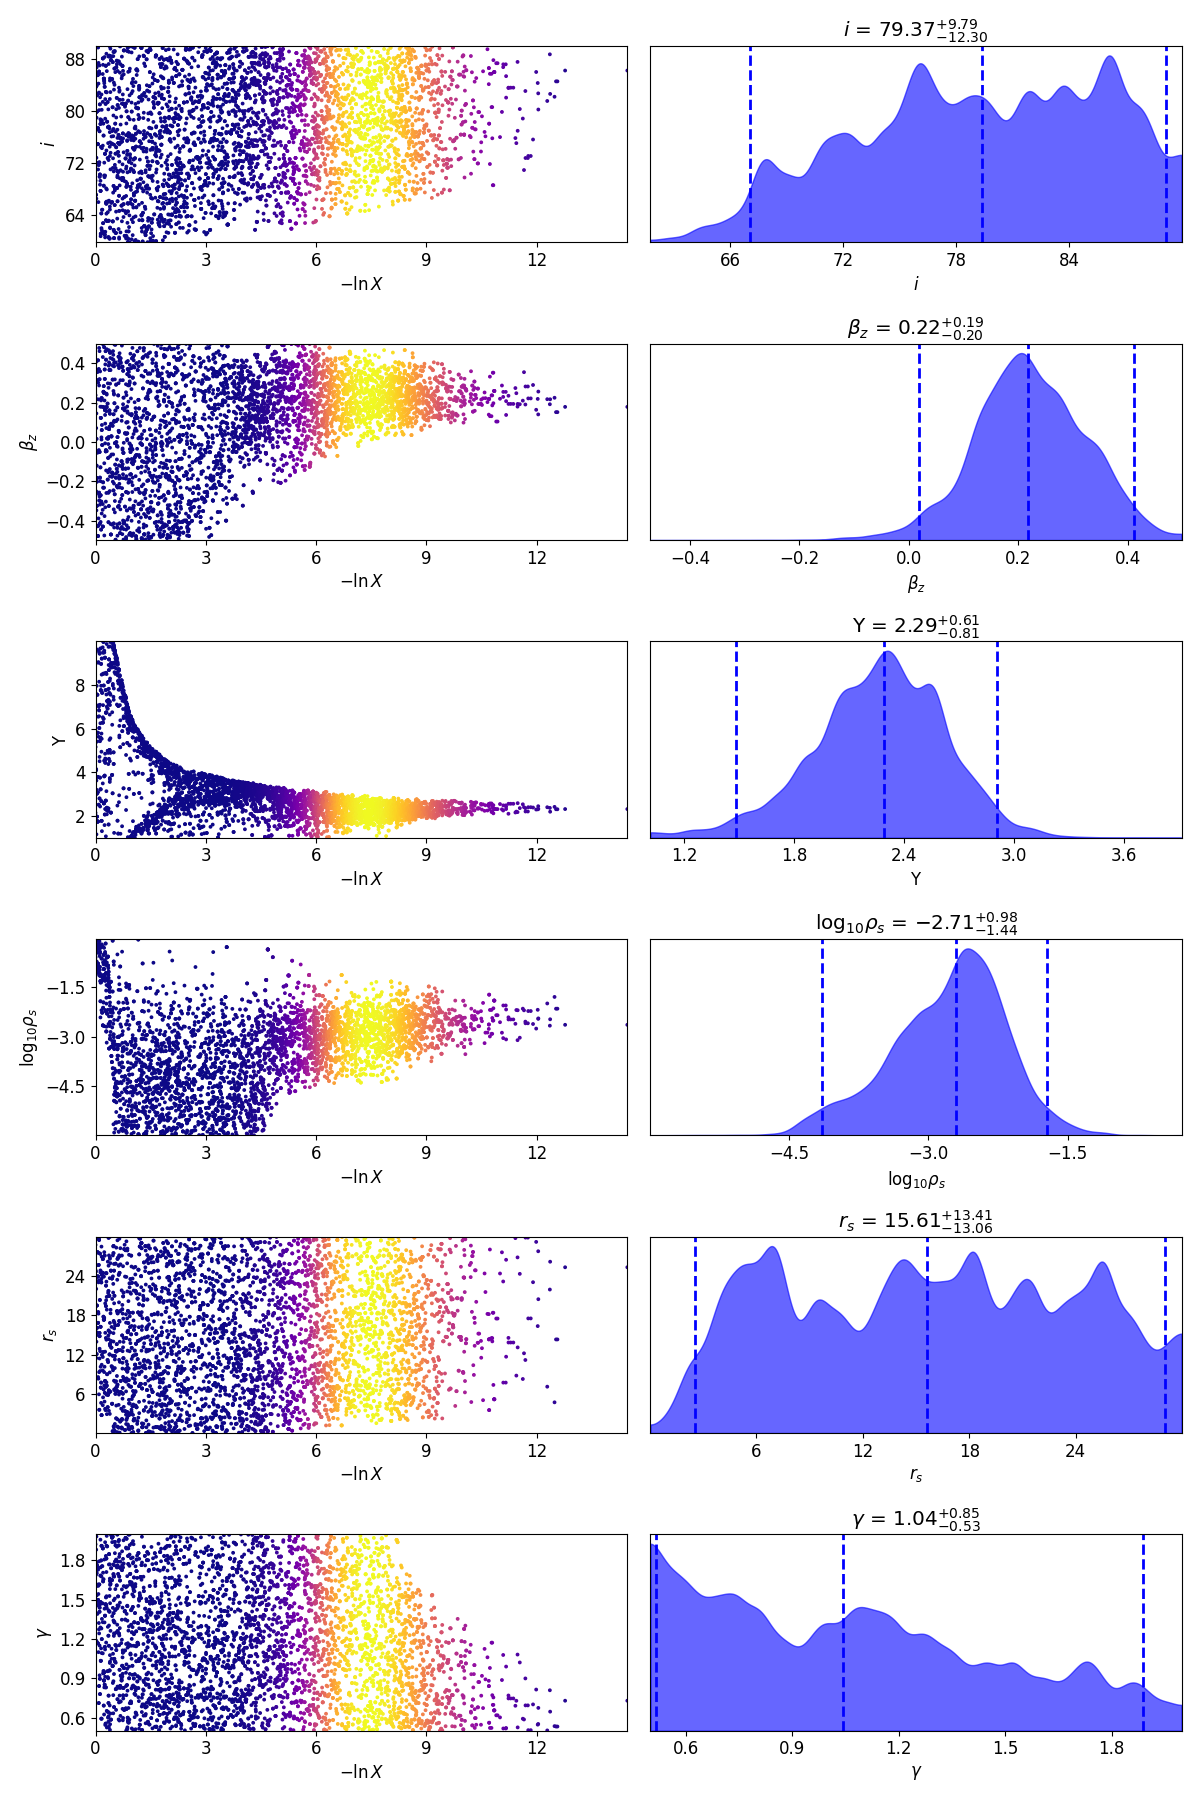 i = 79.37+9.79 −12.30
88
80
72
64
i
0 3 6 9 12
−ln X
66 72 78 84
i
βz = 0.22+0.19 −0.20
0.4
0.2
0.0
−0.2
−0.4
βz
0 3 6 9 12
−ln X
−0.4 −0.2 0.0 0.2 0.4
βz
Y = 2.29+0.61 −0.81
8
6
4
2
Y
0 3 6 9 12
−ln X
1.2 1.8 2.4 3.0 3.6
Y
log10ρs = −2.71+0.98 −1.44
−1.5
−3.0
−4.5
log10ρs
0 3 6 9 12
−ln X
−4.5 −3.0 −1.5
log10ρs
rs = 15.61+13.41 −13.06
24
18
12
6
rs
0 3 6 9 12
−ln X
6 12 18 24
rs
γ = 1.04+0.85 −0.53
1.8
1.5
1.2
0.9
0.6
γ
0 3 6 9 12
−ln X
0.6 0.9 1.2 1.5 1.8
γ